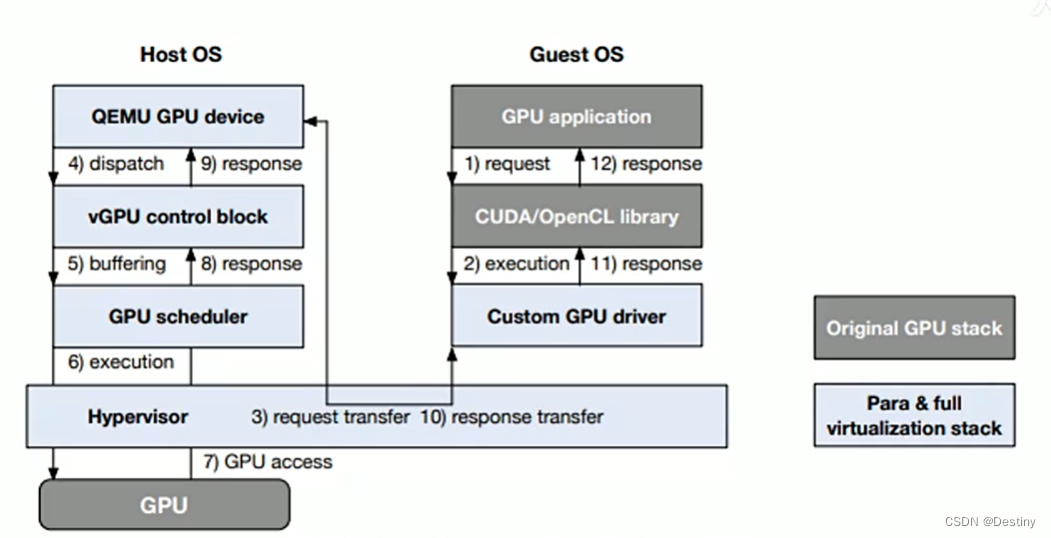 Host OS
QEMU GPU device
4) dispatch
9) response
vGPU control block
5) buffering
8) response
GPU scheduler
6) execution
Guest OS
GPU application
1) request
12) response
CUDA/OpenCL library
2) execution
11) response
Custom GPU driver
Hypervisor
3) request transfer
10) response transfer
7) GPU access
GPU
Original GPU stack
Para & full
virtualization stack
CSDN @Destiny